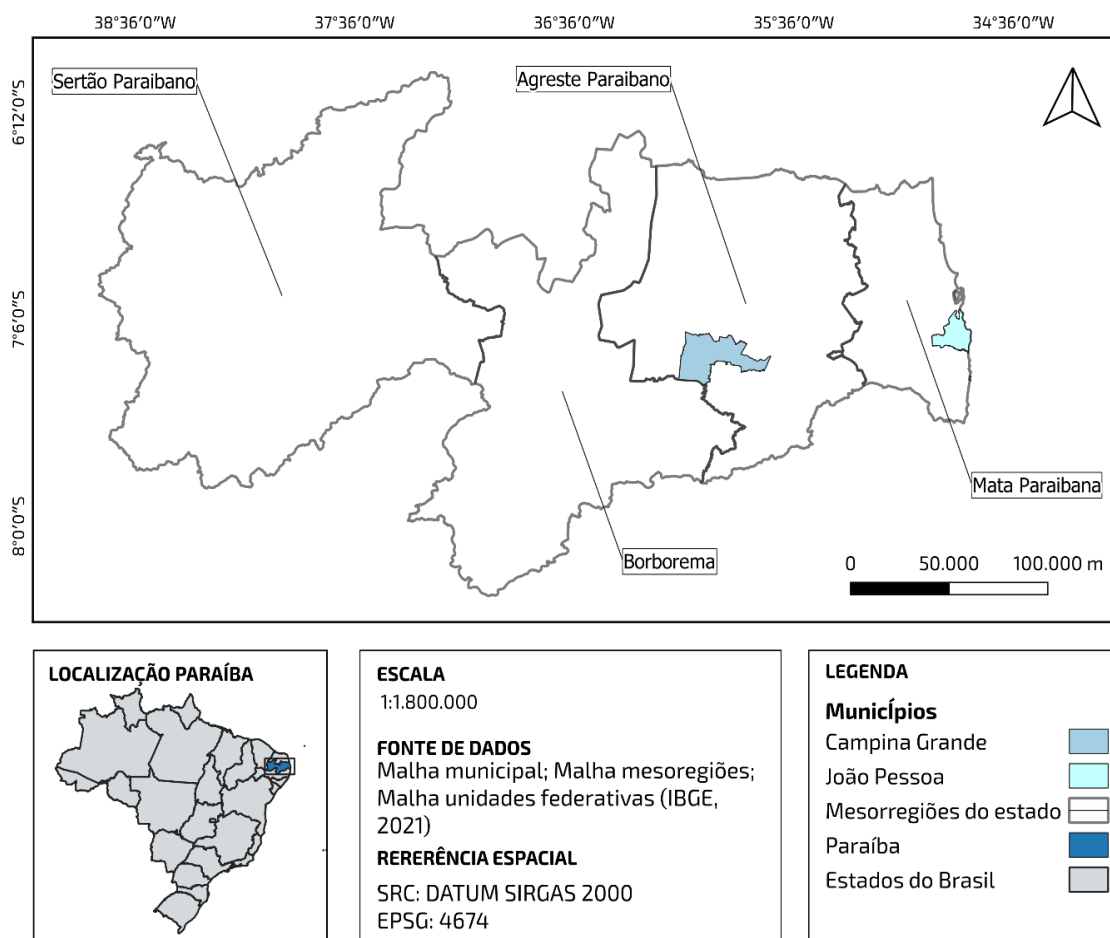 38°36′0″W 37°36′0″W 36°36′0″W 35°36′0″W 34°36′0″W
6°12′0″S
7°6′0″S
8°0′0″S
Sertão Paraibano
Agreste Paraibano
Mata Paraibana
Borborema
0 50.000 100.000 m
LOCALIZAÇÃO PARAÍBA
ESCALA
1:1.800.000
FONTE DE DADOS
Malha municipal; Malha mesoregiões;
Malha unidades federativas (IBGE,
2021)
RERERÊNCIA ESPACIAL
SRC: DATUM SIRGAS 2000
EPSG: 4674
LEGENDA
MunicÍpios
Campina Grande
João Pessoa
Mesorregiões do estado
Paraíba
Estados do Brasil